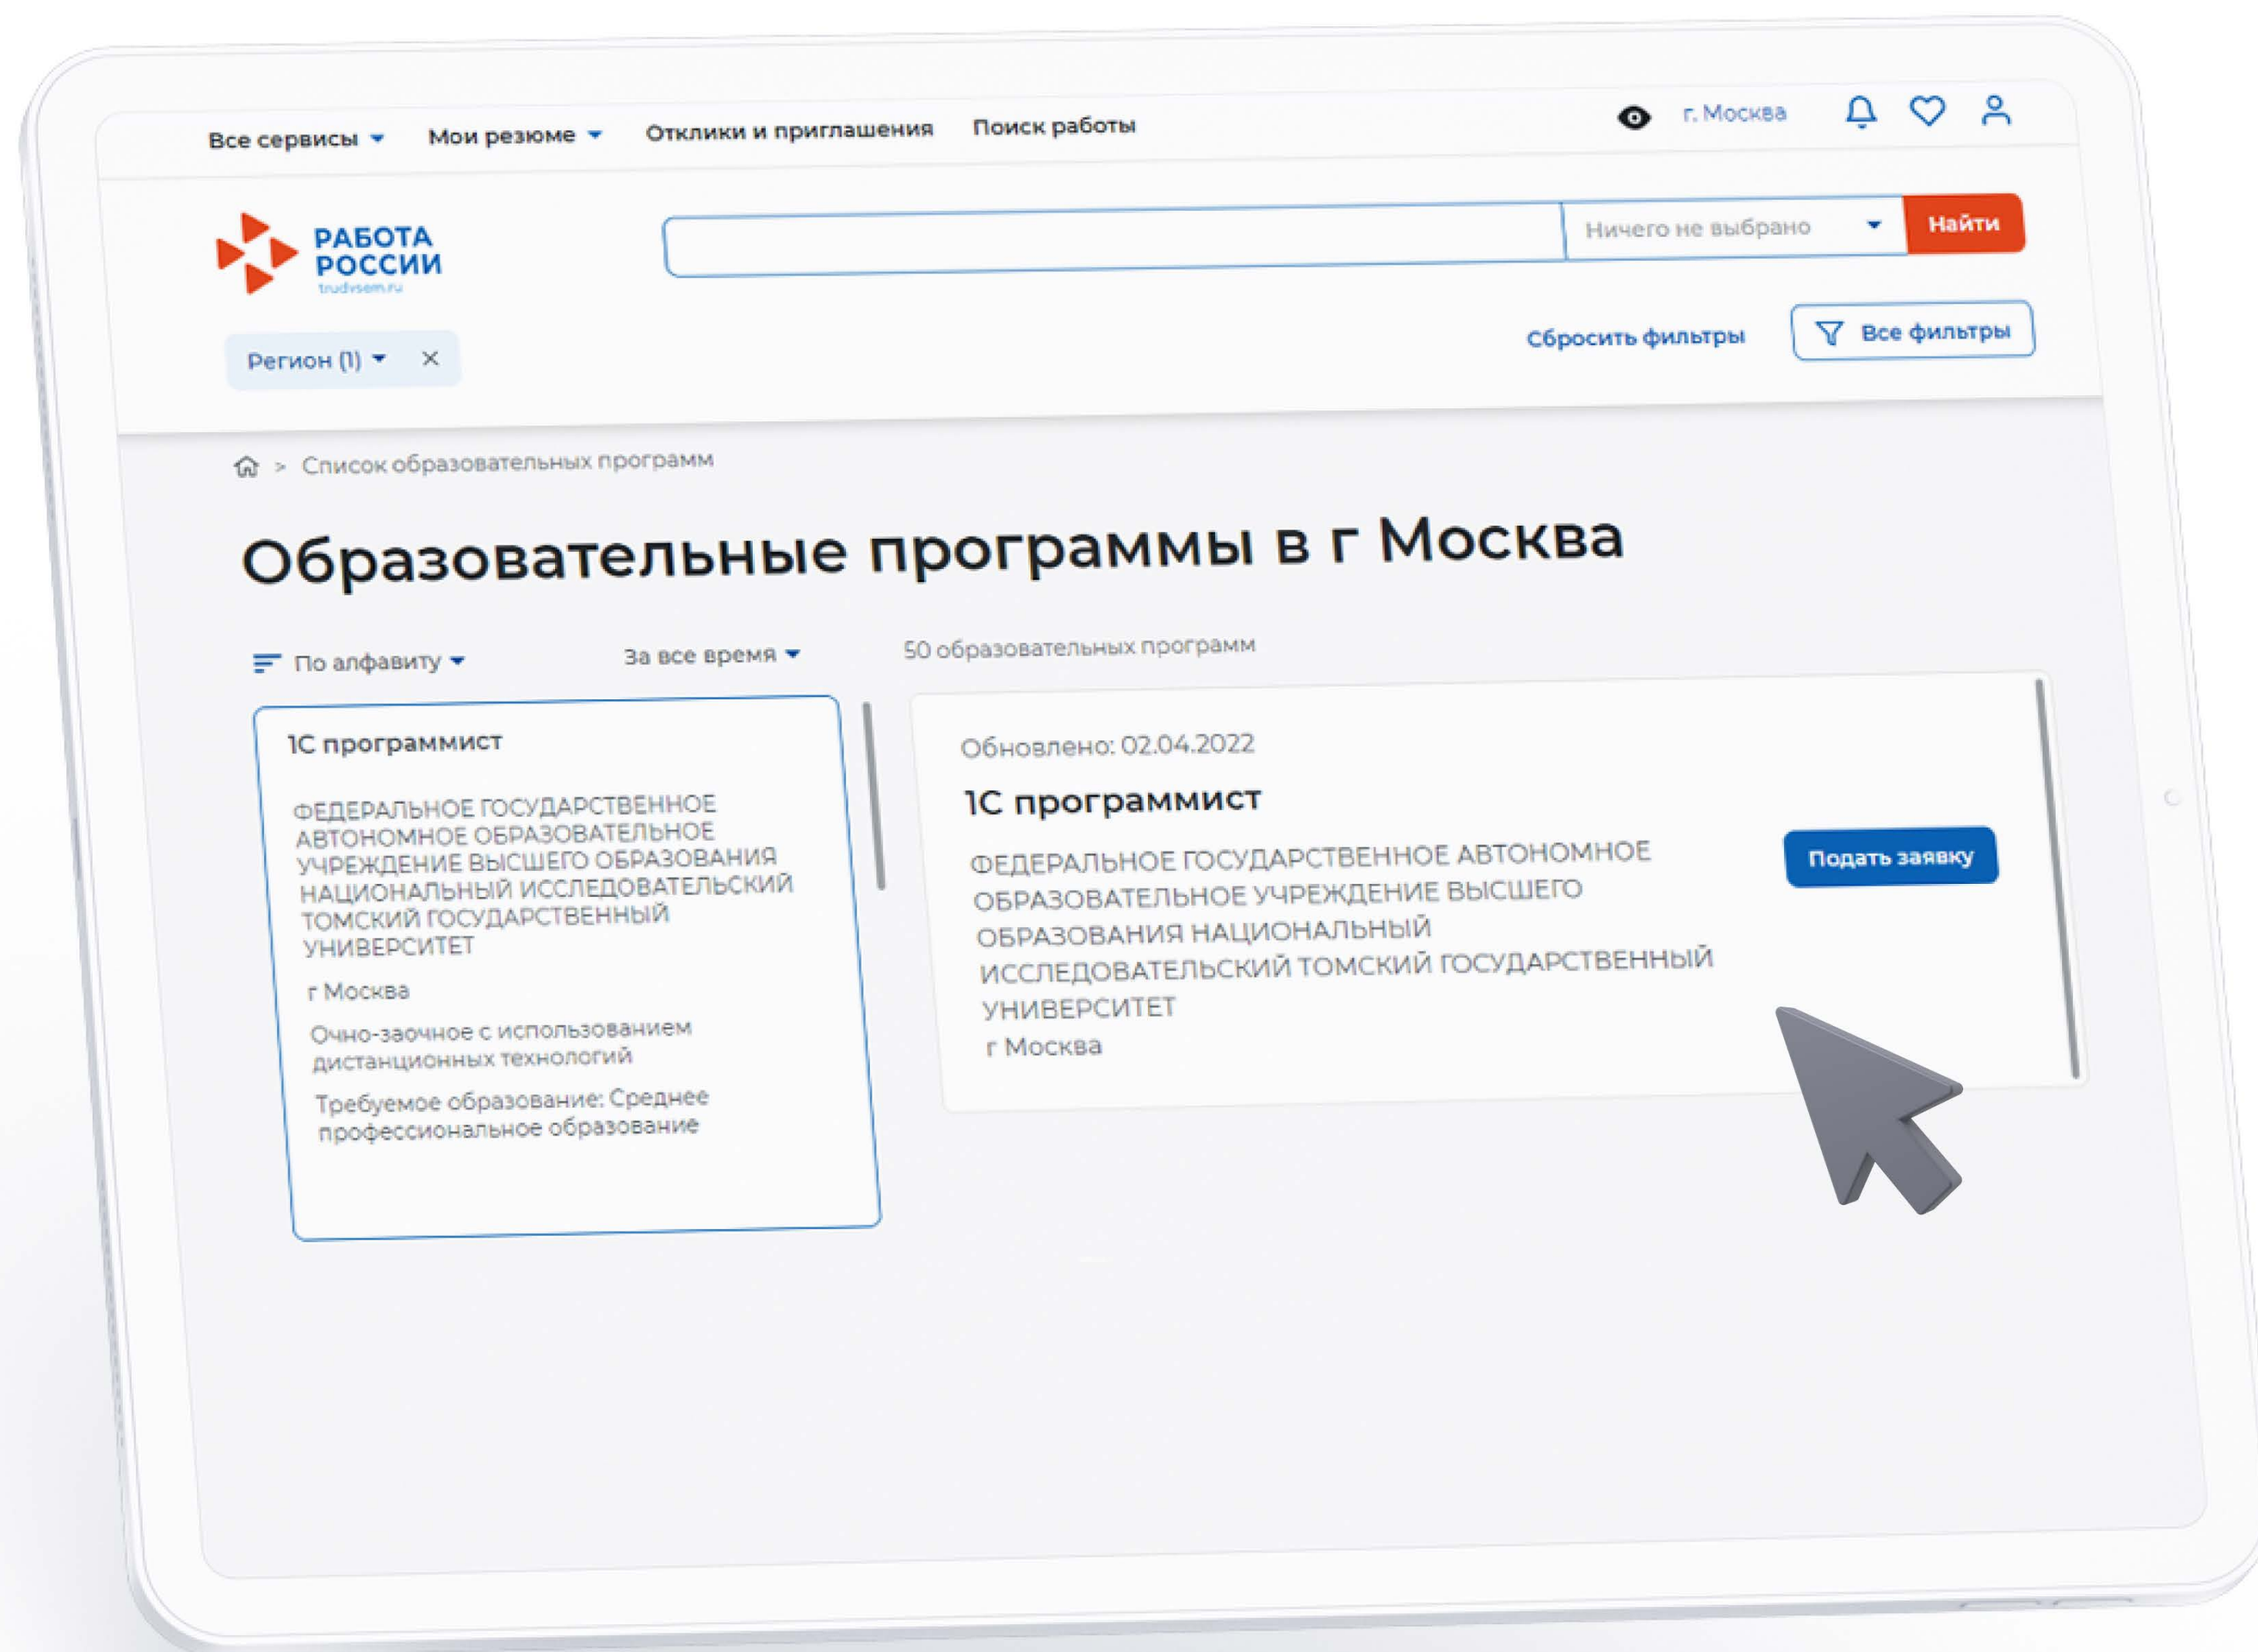 Все сервисы Мои резюме Отклики и приглашения Поиск работы г. Москва
РАБОТА
РОССИИ
trudvsem.ru
Ничего не выбрано Найти
Регион (1) × Сбросить фильтры Все фильтры
> Список образовательных программ
Образовательные программы в г Москва
По алфавиту За все время 50 образовательных программ
1С программист
ФЕДЕРАЛЬНОЕ ГОСУДАРСТВЕННОЕ
АВТОНОМНОЕ ОБРАЗОВАТЕЛЬНОЕ
УЧРЕЖДЕНИЕ ВЫСШЕГО ОБРАЗОВАНИЯ
НАЦИОНАЛЬНЫЙ ИССЛЕДОВАТЕЛЬСКИЙ
ТОМСКИЙ ГОСУДАРСТВЕННЫЙ
УНИВЕРСИТЕТ
г Москва
Очно-заочное с использованием
дистанционных технологий
Требуемое образование: Среднее
профессиональное образование
Обновлено: 02.04.2022
1С программист
ФЕДЕРАЛЬНОЕ ГОСУДАРСТВЕННОЕ АВТОНОМНОЕ
ОБРАЗОВАТЕЛЬНОЕ УЧРЕЖДЕНИЕ ВЫСШЕГО
ОБРАЗОВАНИЯ НАЦИОНАЛЬНЫЙ
ИССЛЕДОВАТЕЛЬСКИЙ ТОМСКИЙ ГОСУДАРСТВЕННЫЙ
УНИВЕРСИТЕТ
г Москва
Подать заявку